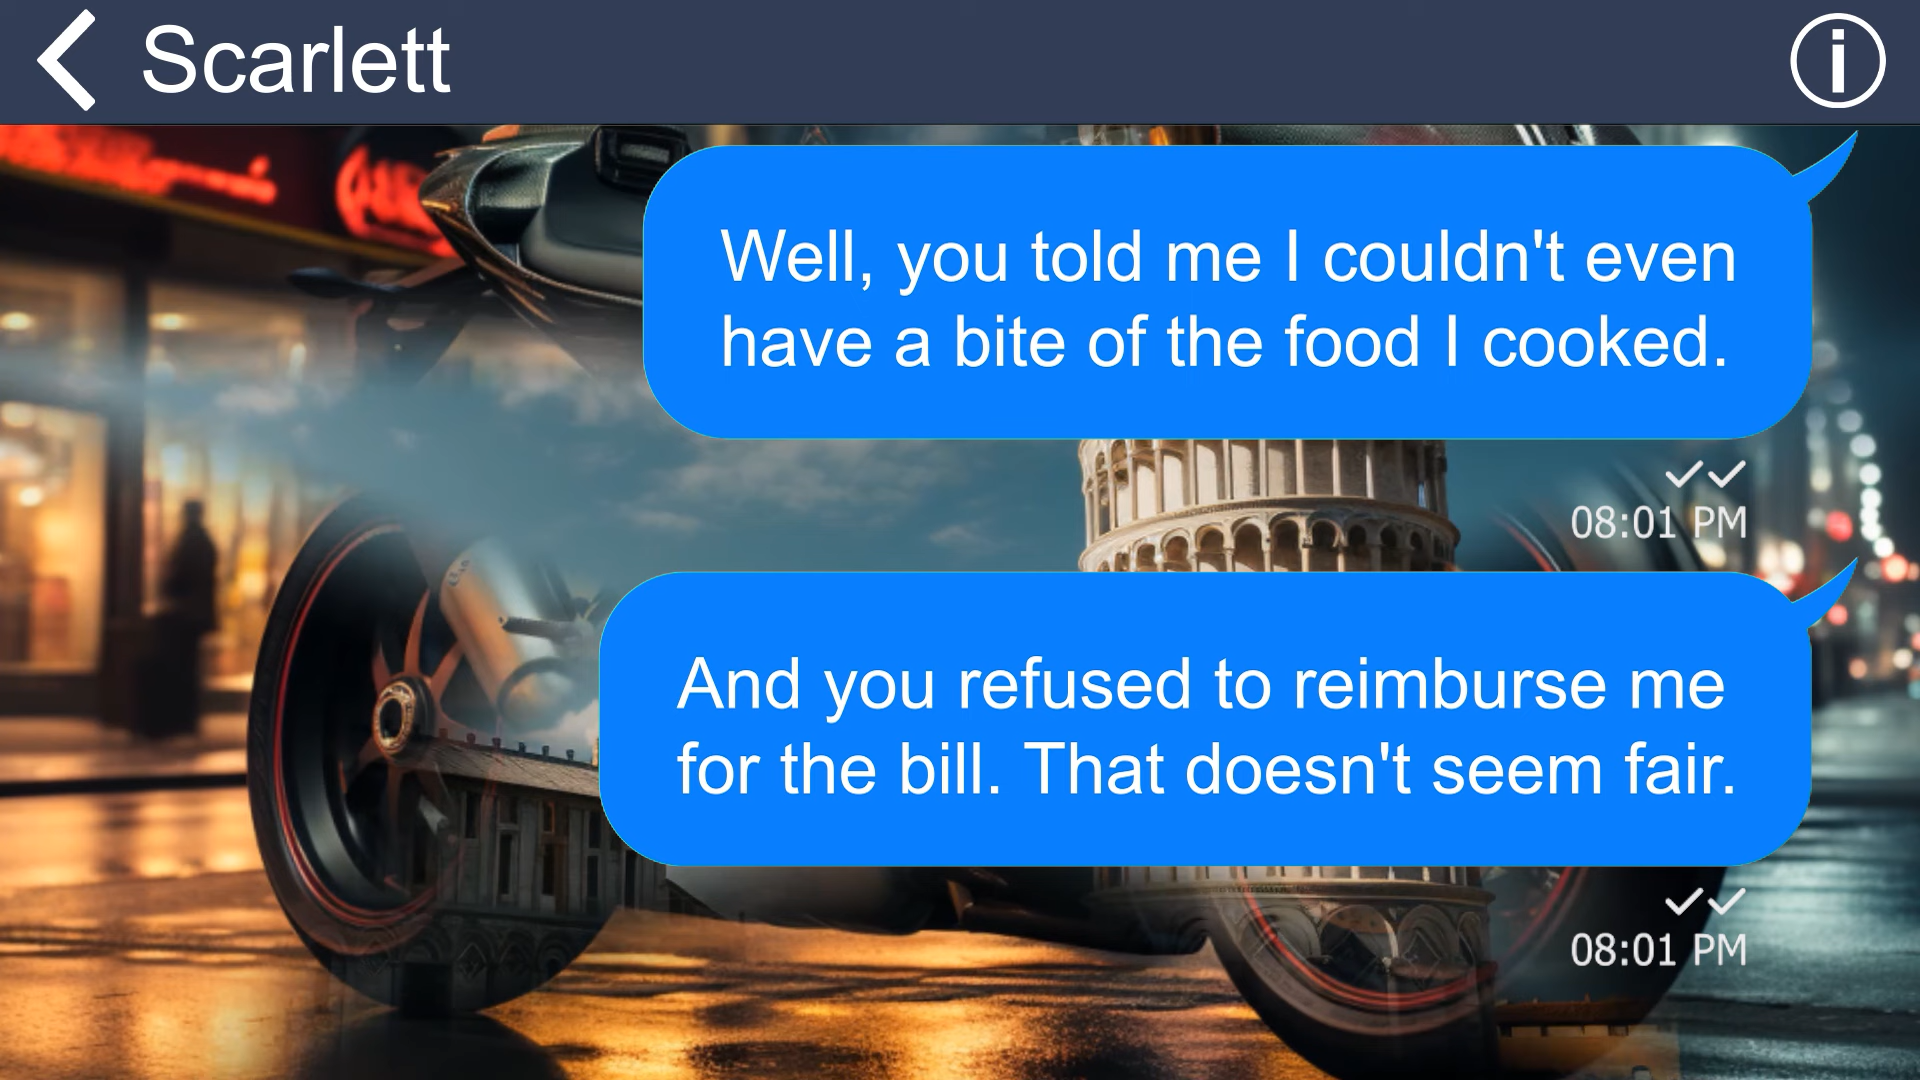 Scarlett
Well, you told me I couldn't even
have a bite of the food I cooked.
08:01 PM
And you refused to reimburse me
for the bill. That doesn't seem fair.
08:01 PM